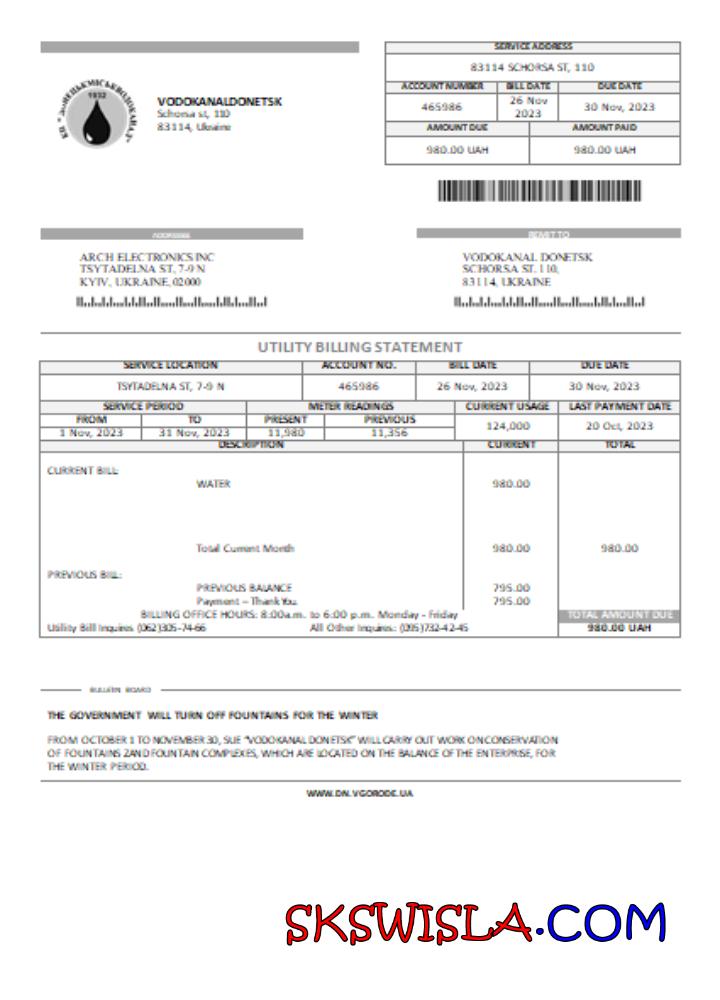 SERVICE ADDRESS
83114 SCHORSA ST, 110
ACCOUNT NUMBER BILL DATE DUE DATE
465986 26 Nov 2023 30 Nov, 2023
AMOUNT DUE AMOUNT PAID
980.00 UAH 980.00 UAH
КП "ДОНЕЦЬКМІСЬКВОДОКАНАЛ"
1932
VODOKANALDONETSK
Schorsa st, 110
83114, Ukraine
ADDRESSEE
ARCH ELECTRONICS INC
TSYTADELNA ST, 7-9 N
KYIV, UKRAINE, 02000
REMIT TO
VODOKANAL DONETSK
SCHORSA ST. 110,
83114, UKRAINE
UTILITY BILLING STATEMENT
SERVICE LOCATION ACCOUNT NO. BILL DATE DUE DATE
TSYTADELNA ST, 7-9 N 465986 26 Nov, 2023 30 Nov, 2023
SERVICE PERIOD METER READINGS CURRENT USAGE LAST PAYMENT DATE
FROM TO PRESENT PREVIOUS
1 Nov, 2023 31 Nov, 2023 11,980 11,356 124,000 20 Oct, 2023
DESCRIPTION CURRENT TOTAL
CURRENT BILL:
WATER 980.00
Total Current Month 980.00 980.00
PREVIOUS BILL:
PREVIOUS BALANCE 795.00
Payment – Thank You. 795.00
BILLING OFFICE HOURS: 8:00a.m. to 6:00 p.m. Monday - Friday TOTAL AMOUNT DUE
Utility Bill Inquires (062)305-74-66 All Other Inquires.: (095)732-42-45 980.00 UAH
BULLETIN BOARD
THE GOVERNMENT WILL TURN OFF FOUNTAINS FOR THE WINTER
FROM OCTOBER 1 TO NOVEMBER 30, SUE "VODOKANAL DONETSK" WILL CARRY OUT WORK ON CONSERVATION
OF FOUNTAINS 2AND FOUNTAIN COMPLEXES, WHICH ARE LOCATED ON THE BALANCE OF THE ENTERPRISE, FOR
THE WINTER PERIOD.
WWW.DN.VGORODE.UA
SKSWISLA.COM